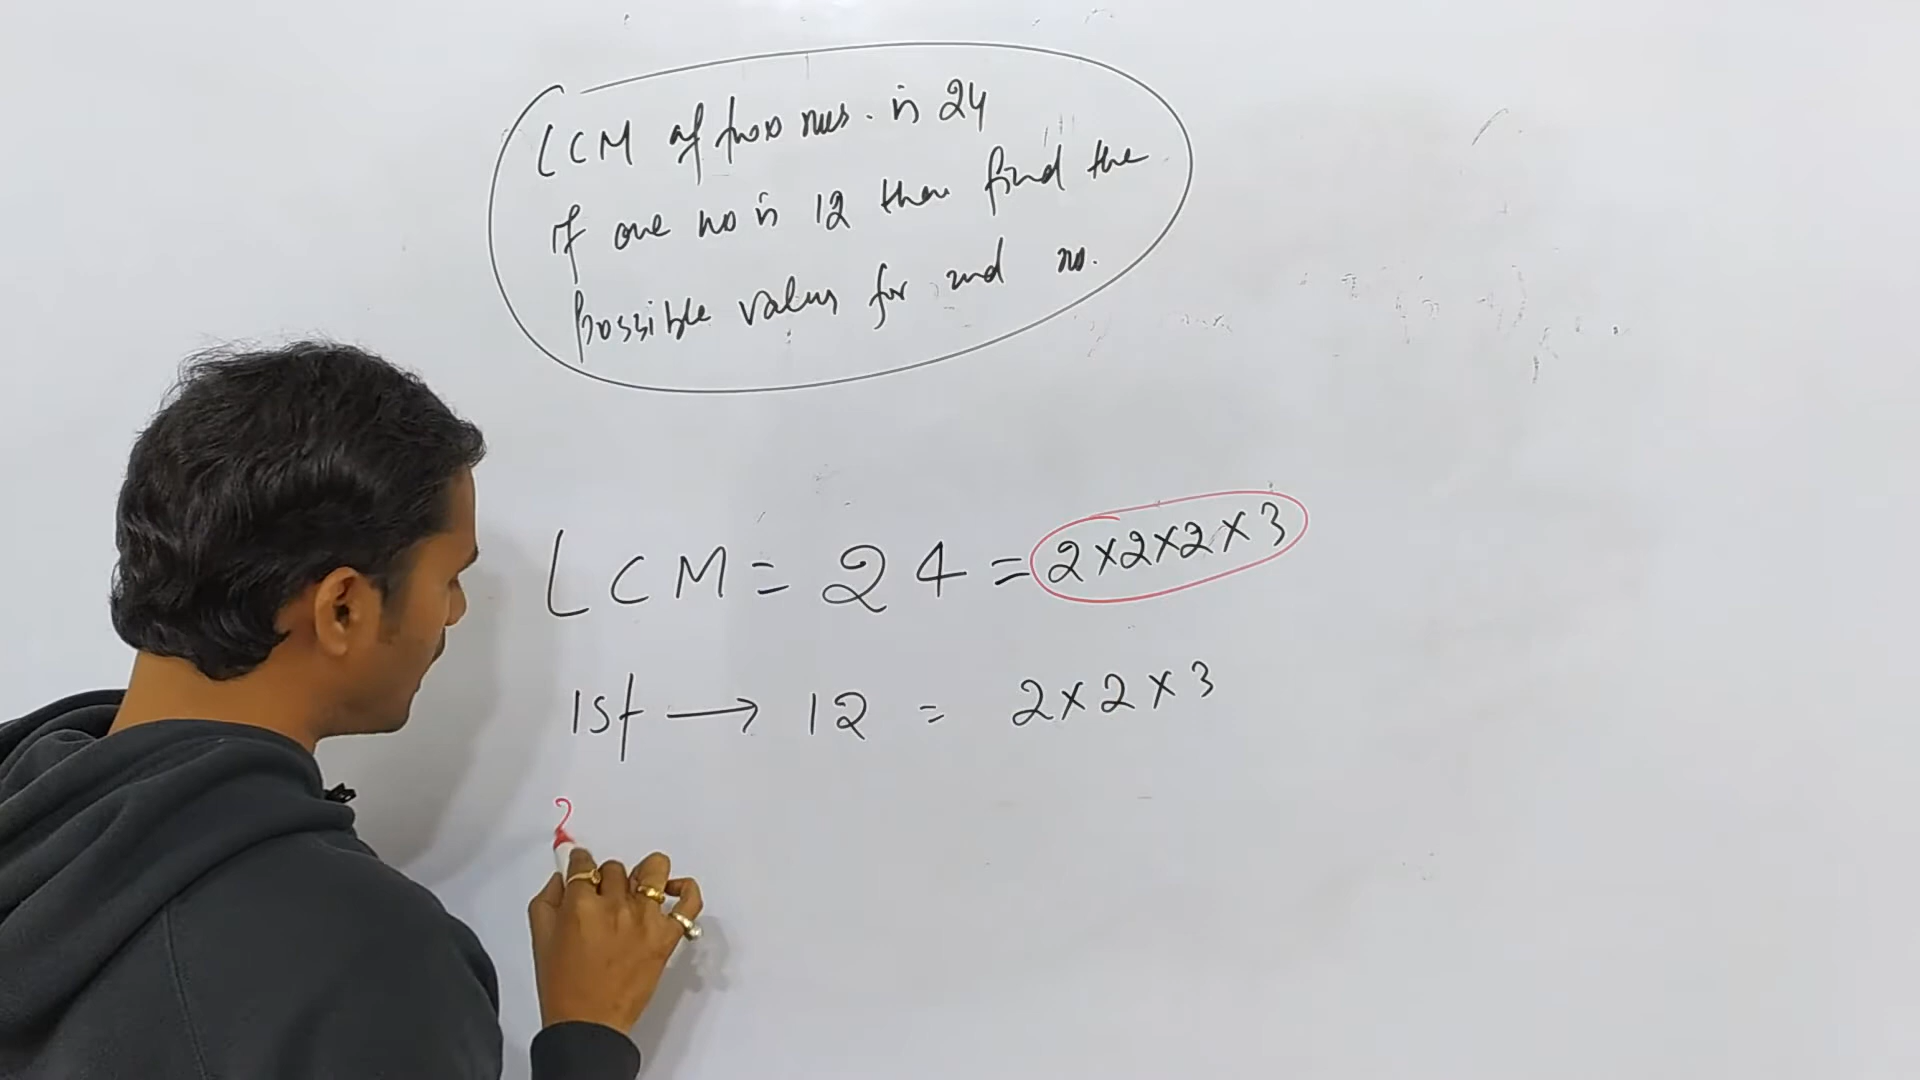 LCM of two nos. is 24
if one no is 12 then find the
possible values for 2nd no.
LCM = 24 = 2×2×2×3
1st → 12 = 2×2×3
2